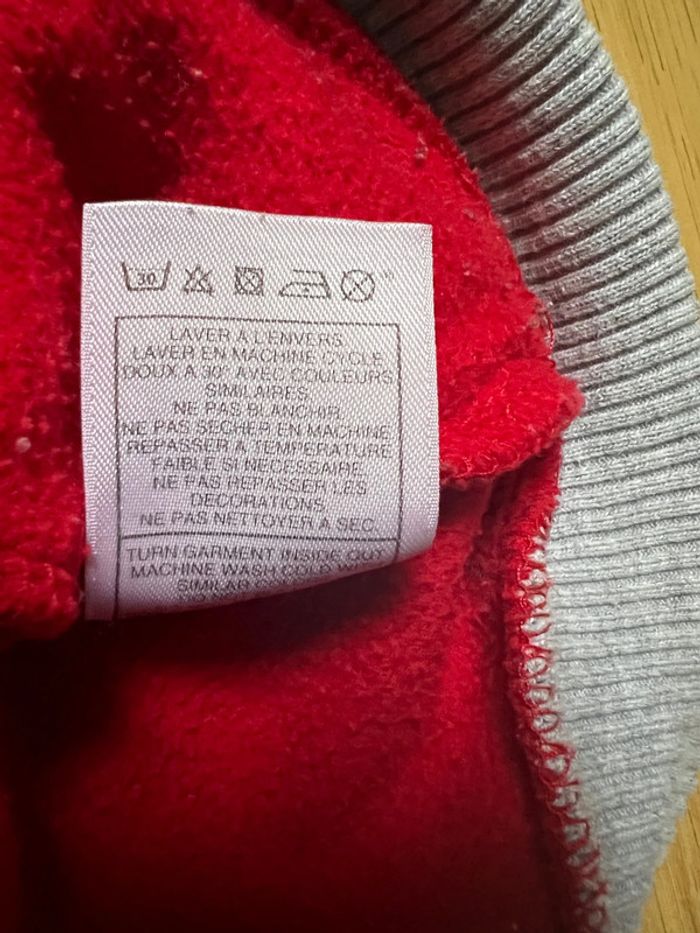 30
LAVER A L'ENVERS.
LAVER EN MACHINE CYCLE
DOUX A 30° AVEC COULEURS
SIMILAIRES.
NE PAS BLANCHIR.
NE PAS SECHER EN MACHINE.
REPASSER A TEMPERATURE
FAIBLE SI NECESSAIRE.
NE PAS REPASSER LES
DECORATIONS.
NE PAS NETTOYER A SEC.
TURN GARMENT INSIDE OUT
MACHINE WASH COLD
SIMILAR